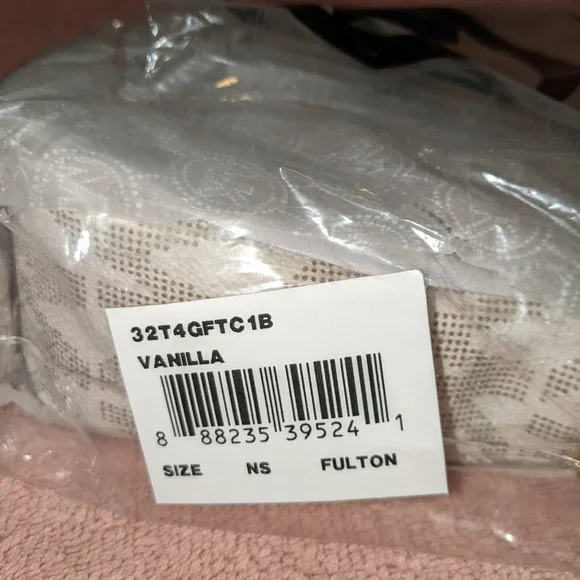 32T4GFTC1B
VANILLA
8 88235 39524 1
SIZE NS FULTON